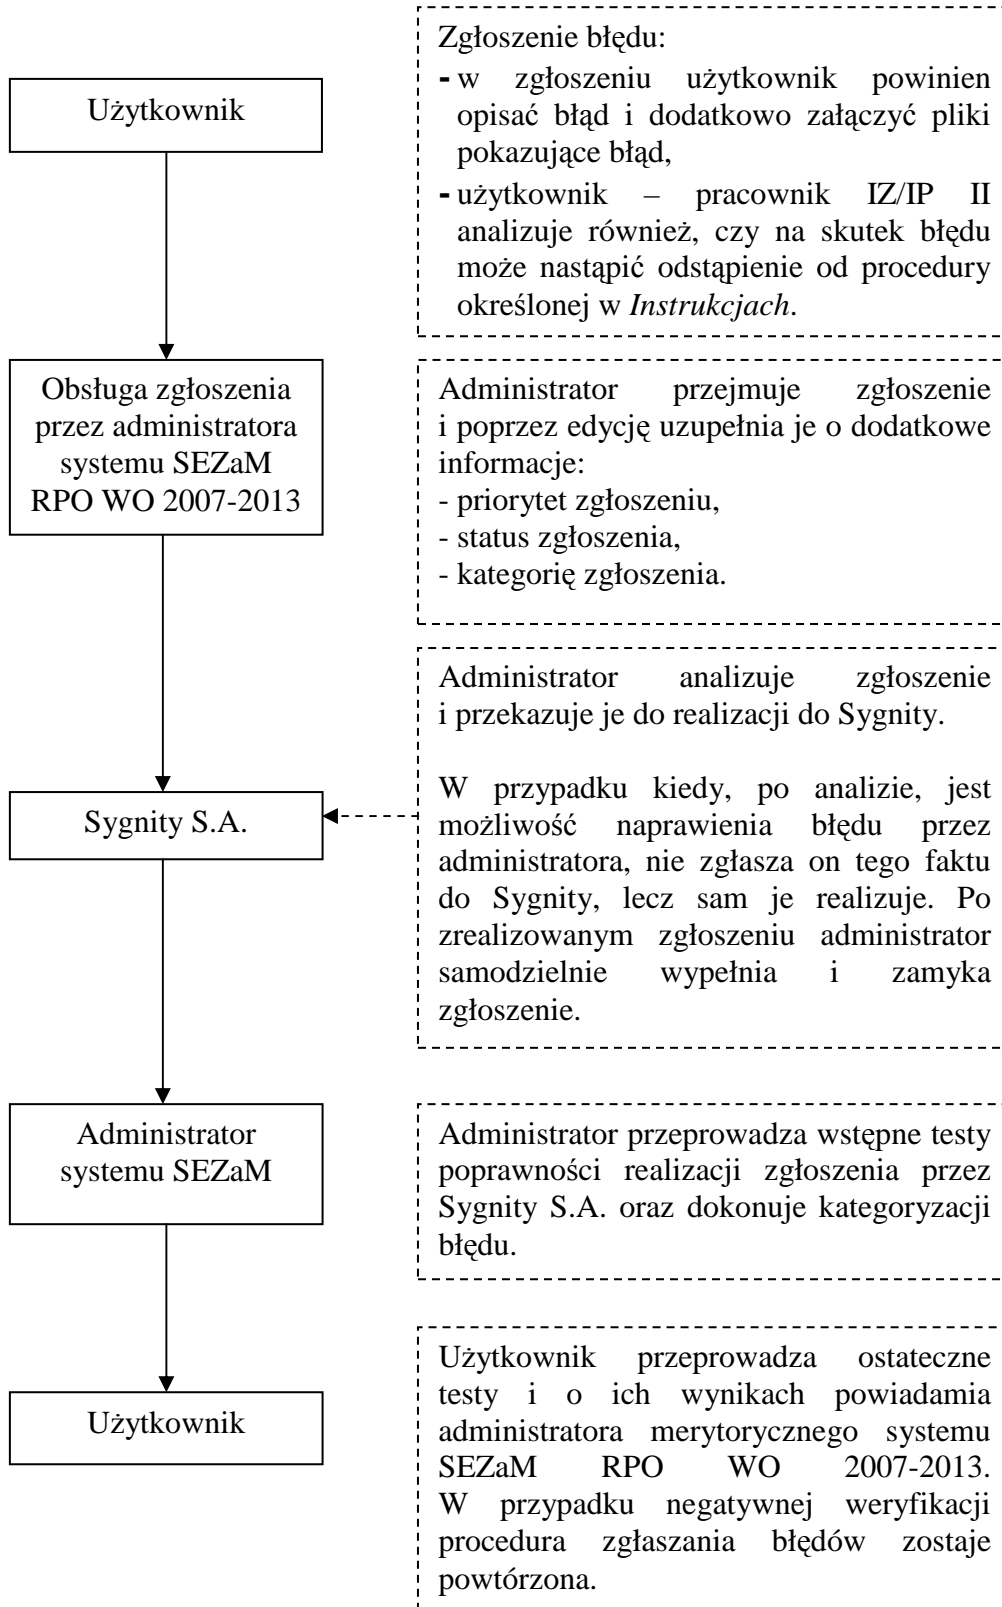 Zgłoszenie błędu:
- w zgłoszeniu użytkownik powinien
opisać błąd i dodatkowo załączyć pliki
pokazujące błąd,
- użytkownik – pracownik IZ/IP II
analizuje również, czy na skutek błędu
może nastąpić odstąpienie od procedury
określonej w Instrukcjach.
Użytkownik
Obsługa zgłoszenia
przez administratora
systemu SEZaM
RPO WO 2007-2013
Administrator przejmuje zgłoszenie
i poprzez edycję uzupełnia je o dodatkowe
informacje:
- priorytet zgłoszeniu,
- status zgłoszenia,
- kategorię zgłoszenia.
Administrator analizuje zgłoszenie
i przekazuje je do realizacji do Sygnity.
W przypadku kiedy, po analizie, jest
możliwość naprawienia błędu przez
administratora, nie zgłasza on tego faktu
do Sygnity, lecz sam je realizuje. Po
zrealizowanym zgłoszeniu administrator
samodzielnie wypełnia i zamyka
zgłoszenie.
Sygnity S.A.
Administrator
systemu SEZaM
Administrator przeprowadza wstępne testy
poprawności realizacji zgłoszenia przez
Sygnity S.A. oraz dokonuje kategoryzacji
błędu.
Użytkownik przeprowadza ostateczne
testy i o ich wynikach powiadamia
administratora merytorycznego systemu
SEZaM RPO WO 2007-2013.
W przypadku negatywnej weryfikacji
procedura zgłaszania błędów zostaje
powtórzona.
Użytkownik